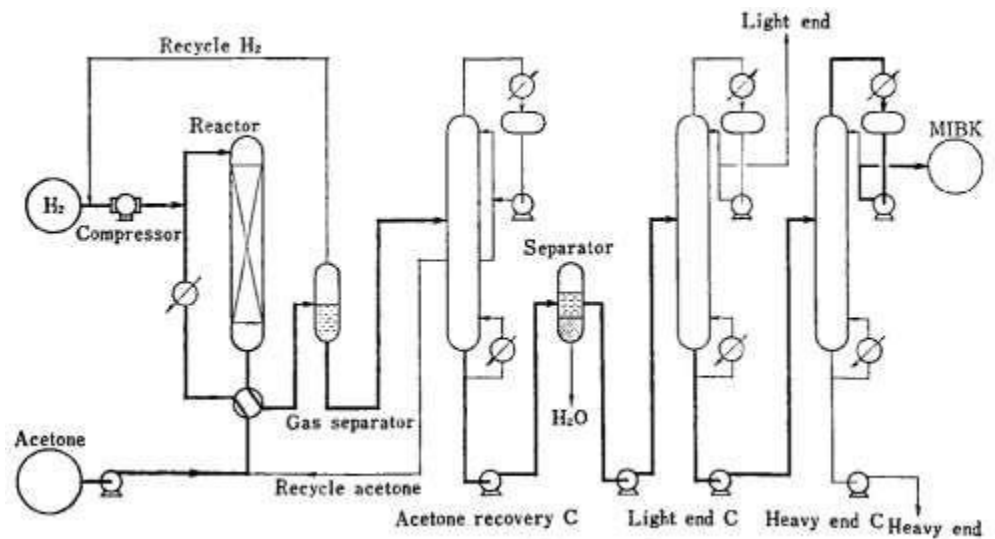 Light end
Recycle H₂
Reactor
MIBK
H₂
Compressor
Separator
H₂O
Gas separator
Acetone
Recycle acetone
Acetone recovery C
Light end C
Heavy end C
Heavy end